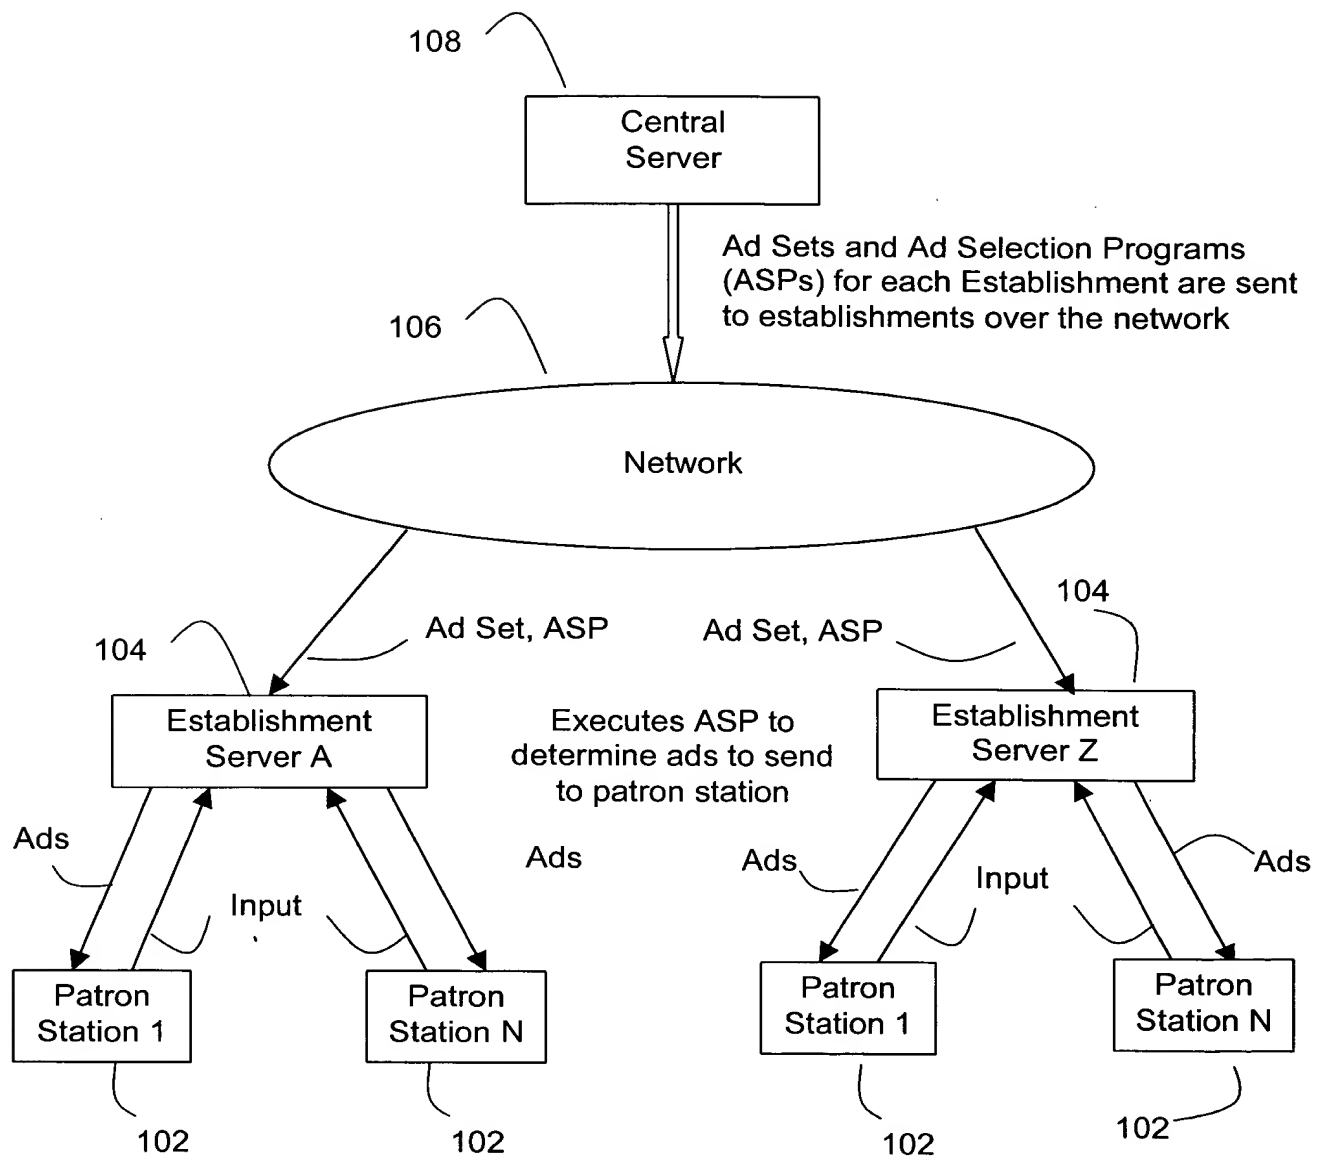 108
Central
Server
Ad Sets and Ad Selection Programs
(ASPs) for each Establishment are sent
to establishments over the network
106
Network
104
Ad Set, ASP
Ad Set, ASP
104
Establishment
Server A
Executes ASP to
determine ads to send
to patron station
Establishment
Server Z
Ads
Input
Ads
Ads
Input
Ads
Patron
Station 1
Patron
Station N
Patron
Station 1
Patron
Station N
102
102
102
102